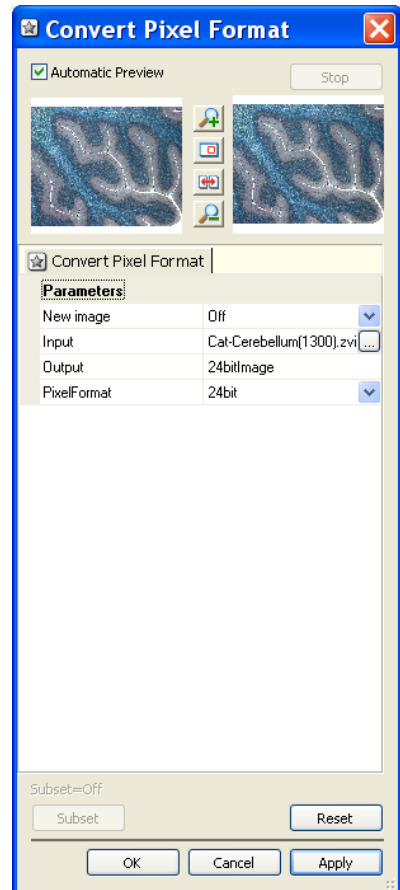 Convert Pixel Format
Automatic Preview
Stop
Convert Pixel Format
Parameters
New image Off
Input Cat-Cerebellum(1300).zvi ...
Output 24bitImage
PixelFormat 24bit
Subset=Off
Subset Reset
OK Cancel Apply